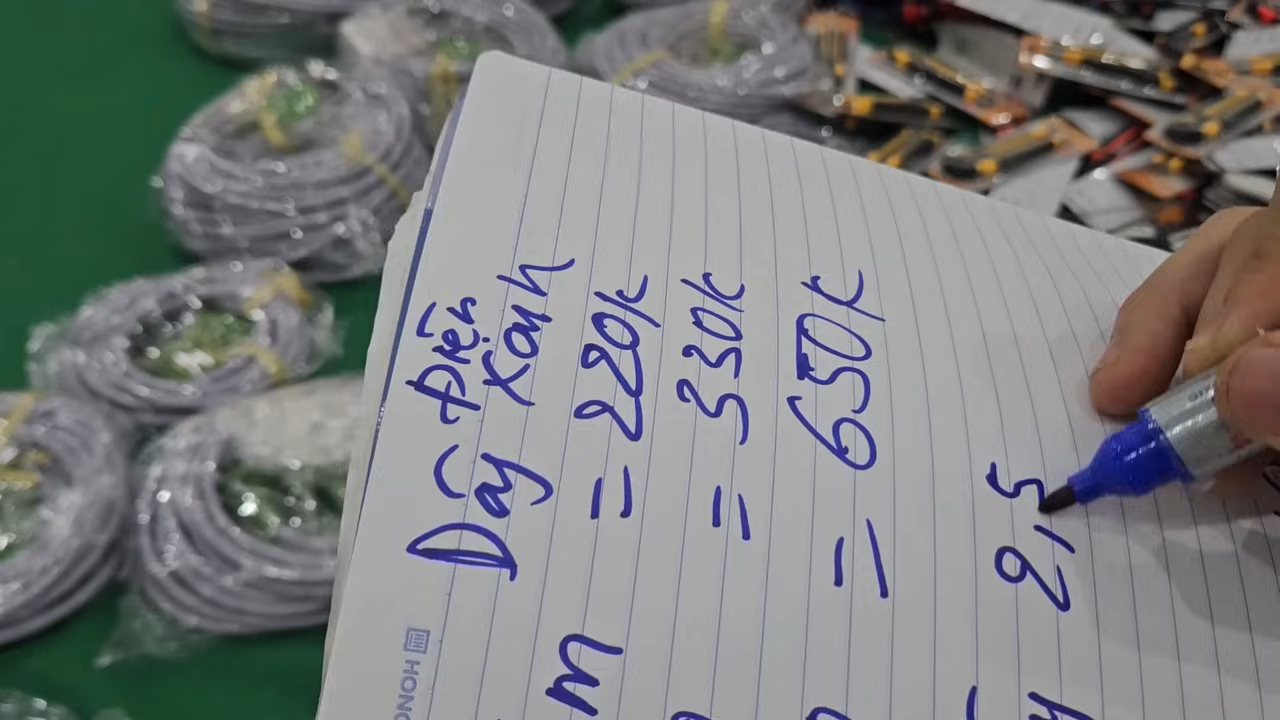 Dây Điện
Xanh
m = 220k
= 330k
= 650k
2,5